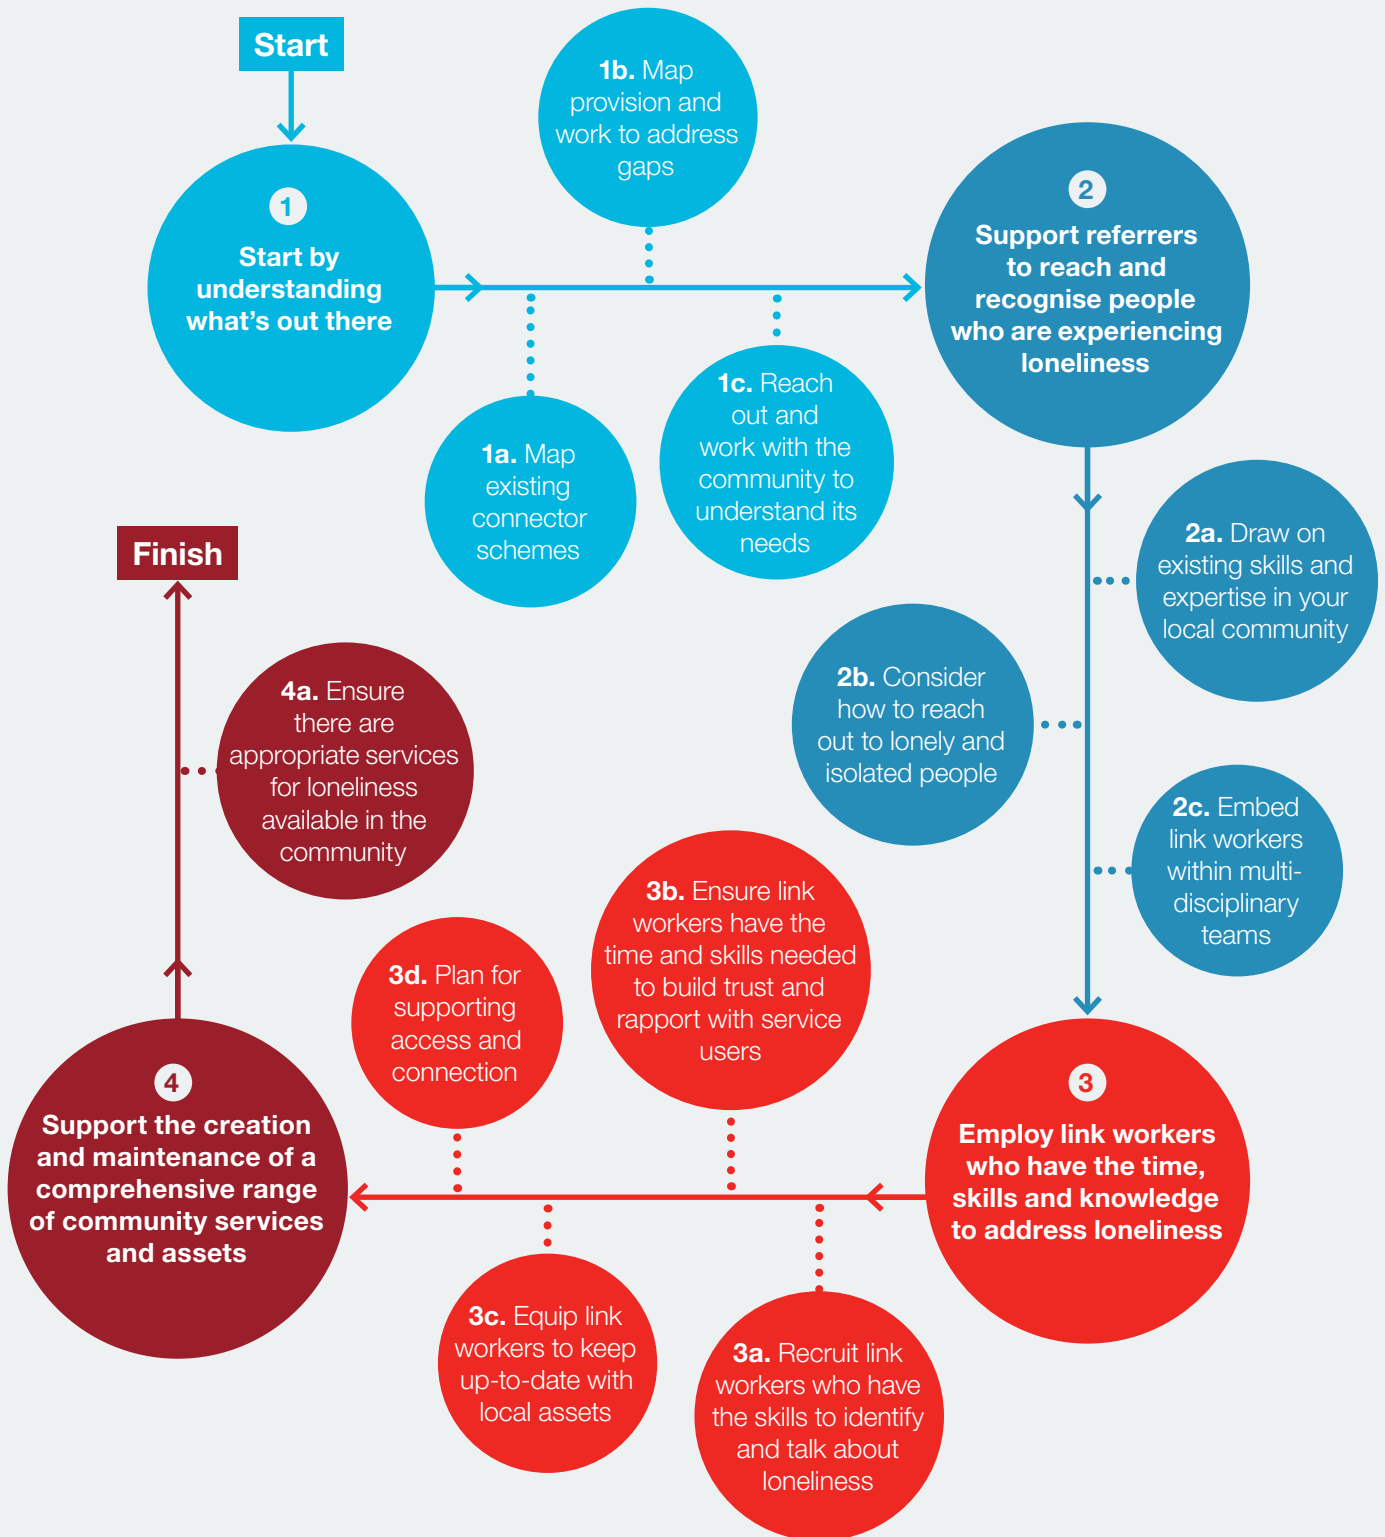 Start
1
Start by
understanding
what's out there
1a. Map
existing
connector
schemes
1b. Map
provision and
work to address
gaps
1c. Reach
out and
work with the
community to
understand its
needs
2
Support referrers
to reach and
recognise people
who are experiencing
loneliness
2a. Draw on
existing skills and
expertise in your
local community
2b. Consider
how to reach
out to lonely and
isolated people
2c. Embed
link workers
within multi-
disciplinary
teams
3
Employ link workers
who have the time,
skills and knowledge
to address loneliness
3a. Recruit link
workers who have
the skills to identify
and talk about
loneliness
3b. Ensure link
workers have the
time and skills needed
to build trust and
rapport with service
users
3c. Equip link
workers to keep
up-to-date with
local assets
3d. Plan for
supporting
access and
connection
4
Support the creation
and maintenance of a
comprehensive range
of community services
and assets
4a. Ensure
there are
appropriate services
for loneliness
available in the
community
Finish